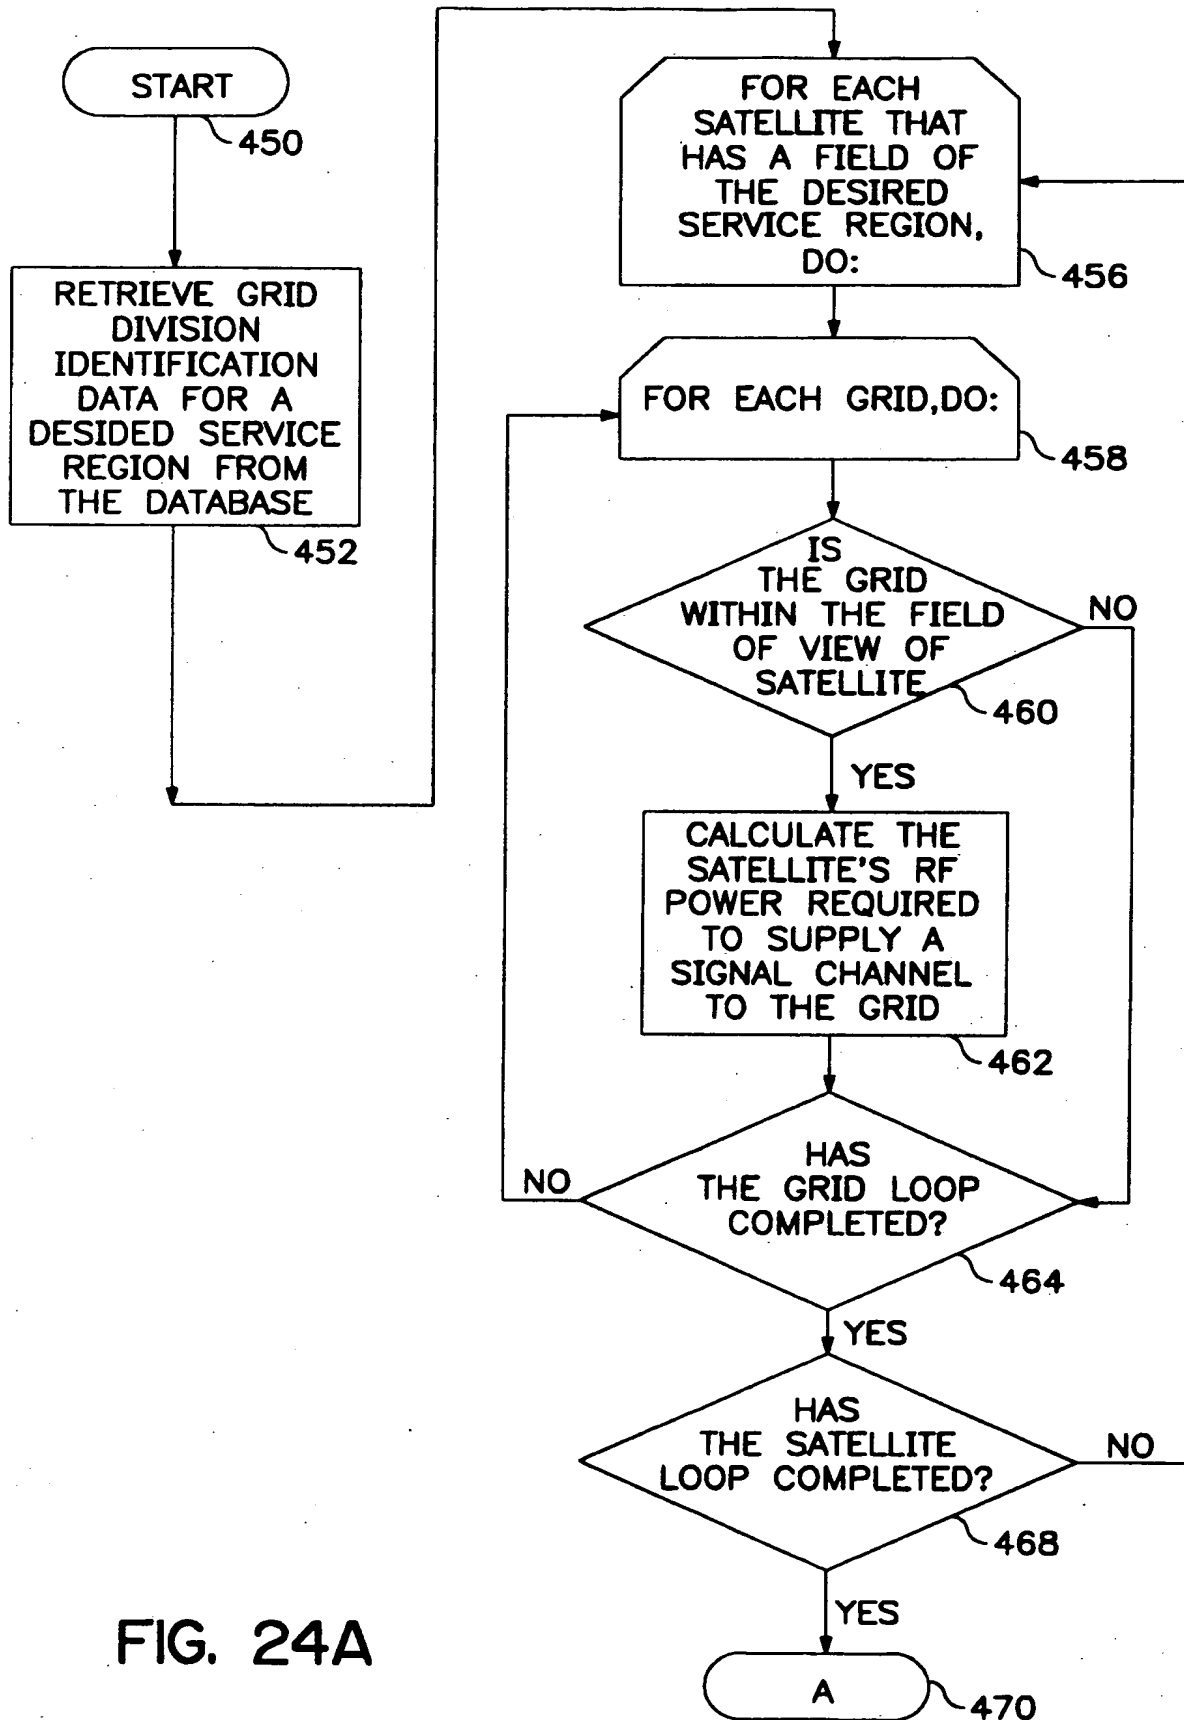 START
450
RETRIEVE GRID
DIVISION
IDENTIFICATION
DATA FOR A
DESIDED SERVICE
REGION FROM
THE DATABASE
452
FOR EACH
SATELLITE THAT
HAS A FIELD OF
THE DESIRED
SERVICE REGION,
DO:
456
FOR EACH GRID,DO:
458
IS
THE GRID
WITHIN THE FIELD
OF VIEW OF
SATELLITE
460
NO
YES
CALCULATE THE
SATELLITE'S RF
POWER REQUIRED
TO SUPPLY A
SIGNAL CHANNEL
TO THE GRID
462
HAS
THE GRID LOOP
COMPLETED?
464
NO
YES
HAS
THE SATELLITE
LOOP COMPLETED?
468
NO
YES
A
470
FIG. 24A